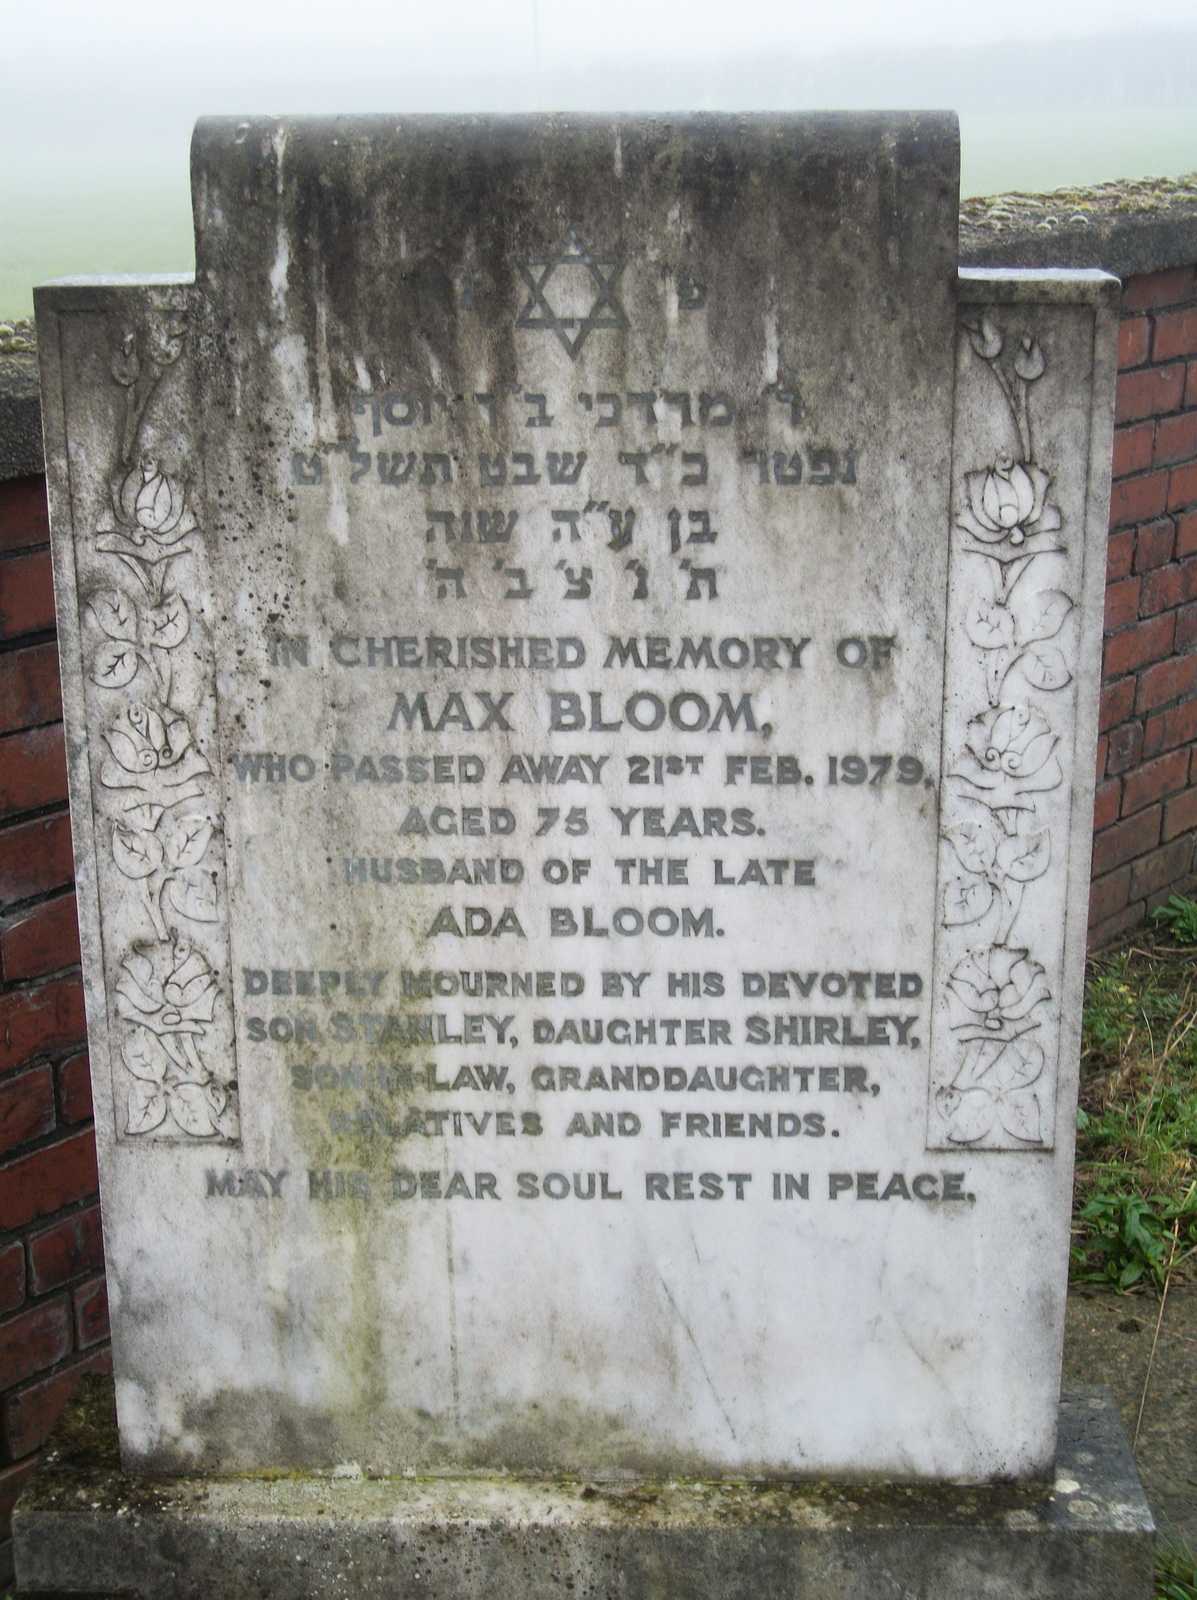 פ נ
ר' מרדכי ב'ר יוסף
נפטר כ״ד שבט תשל״ט
בן ע״ה שנה
ת' נ' צ' ב' ה'
IN CHERISHED MEMORY OF
MAX BLOOM,
WHO PASSED AWAY 21ST FEB. 1979,
AGED 75 YEARS.
HUSBAND OF THE LATE
ADA BLOOM.
DEEPLY MOURNED BY HIS DEVOTED
SON STANLEY, DAUGHTER SHIRLEY,
SON-IN-LAW, GRANDDAUGHTER,
RELATIVES AND FRIENDS.
MAY HIS DEAR SOUL REST IN PEACE.